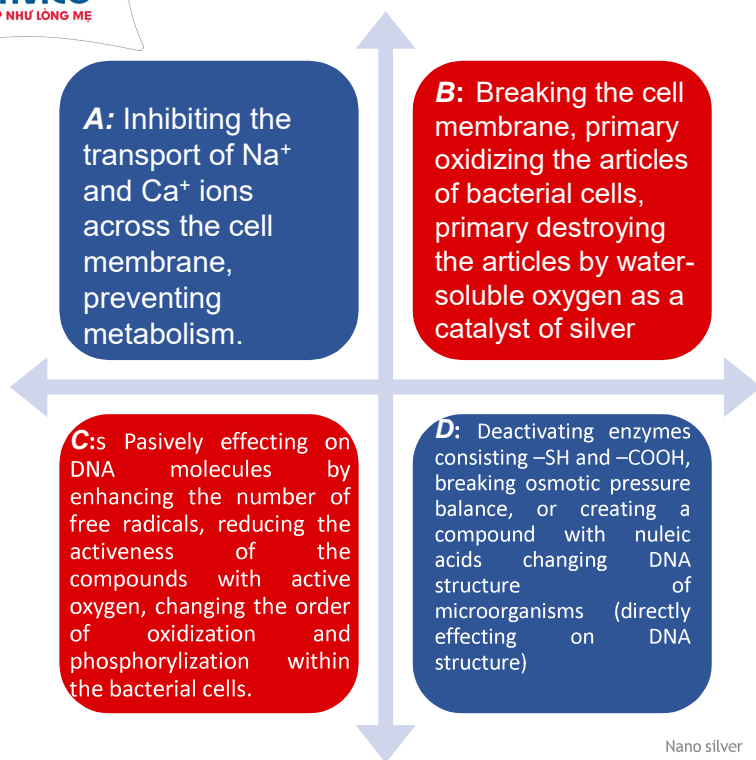 P NHƯ LÒNG MẸ
A: Inhibiting the
transport of Na⁺
and Ca⁺ ions
across the cell
membrane,
preventing
metabolism.
B: Breaking the cell
membrane, primary
oxidizing the articles
of bacterial cells,
primary destroying
the articles by water-
soluble oxygen as a
catalyst of silver
C:s Pasively effecting on
DNA molecules by
enhancing the number of
free radicals, reducing the
activeness of the
compounds with active
oxygen, changing the order
of oxidization and
phosphorylization within
the bacterial cells.
D: Deactivating enzymes
consisting –SH and –COOH,
breaking osmotic pressure
balance, or creating a
compound with nuleic
acids changing DNA
structure of
microorganisms (directly
effecting on DNA
structure)
Nano silver